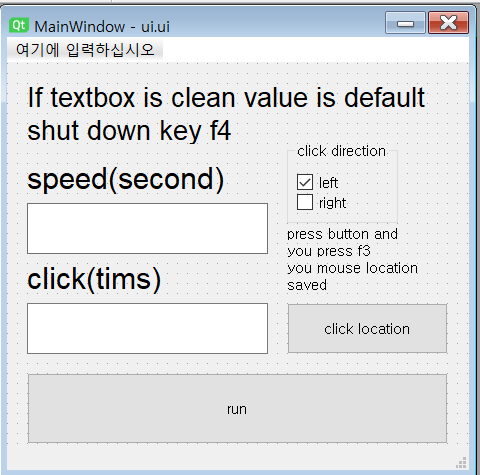 Qt MainWindow - ui.ui
여기에 입력하십시오
If textbox is clean value is default
shut down key f4
click direction
speed(second)
left
right
press button and
you press f3
you mouse location
saved
click(tims)
click location
run